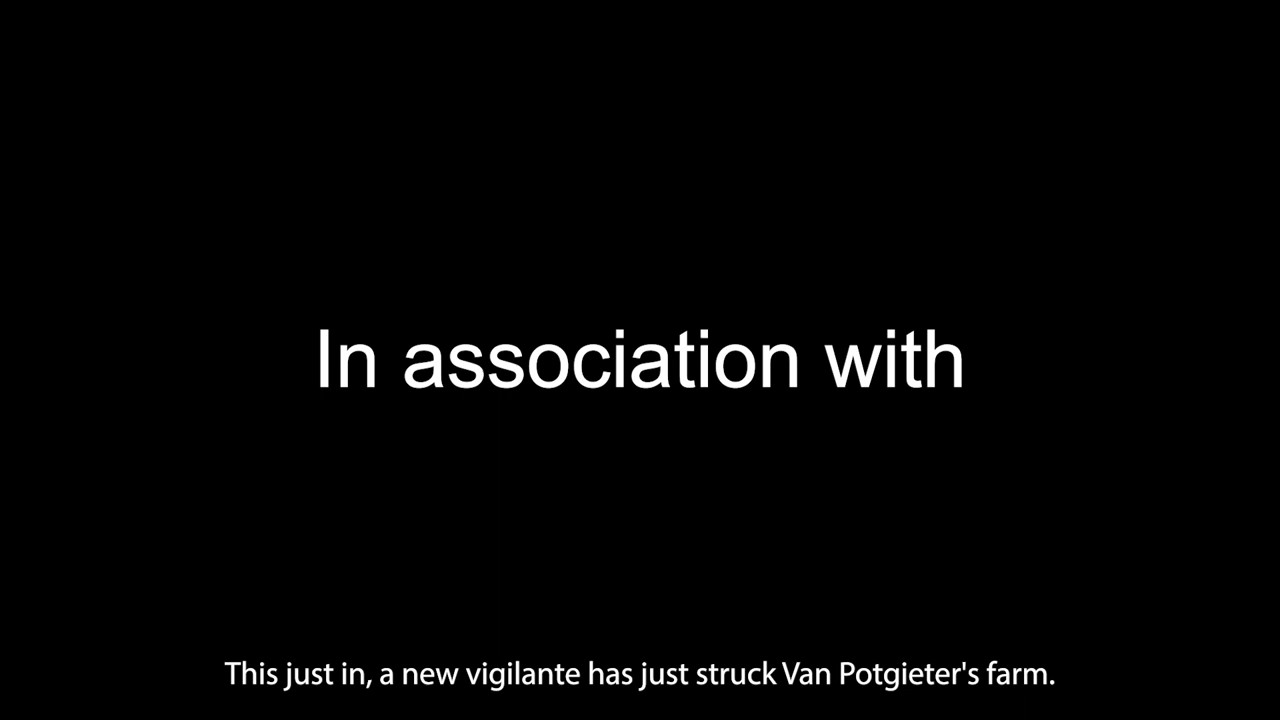 In association with
This just in, a new vigilante has just struck Van Potgieter's farm.